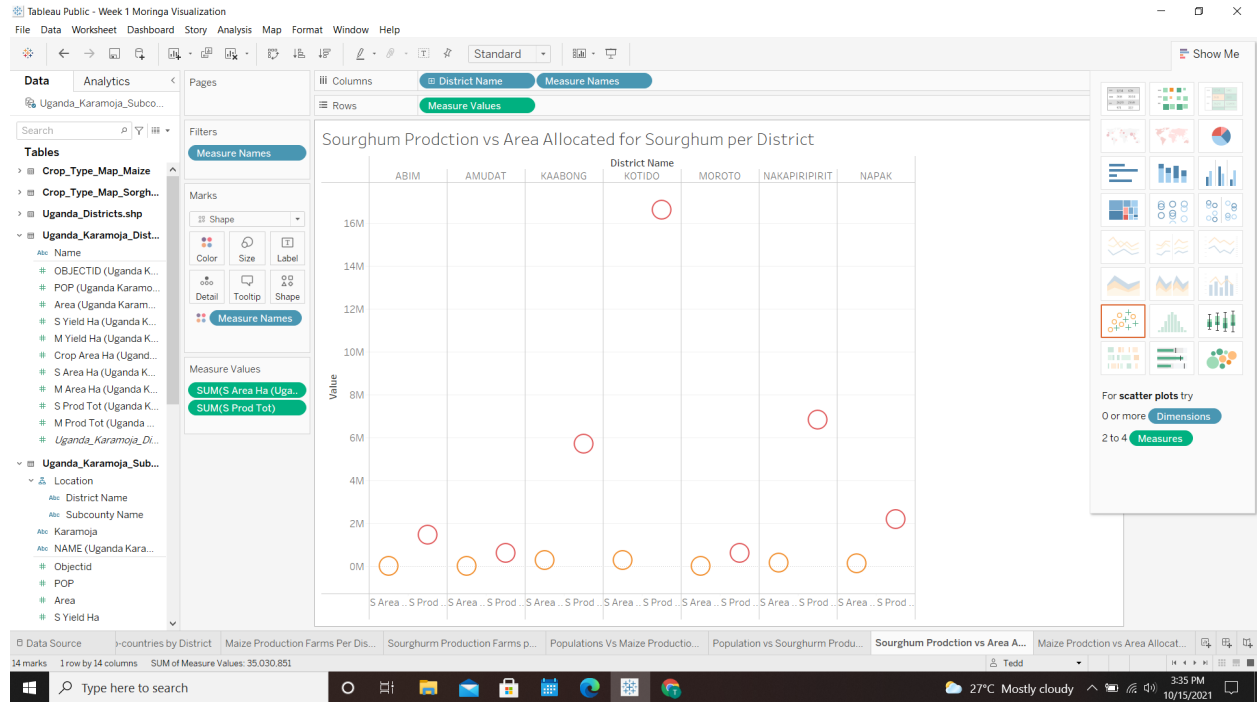 Tableau Public - Week 1 Moringa Visualization
File Data Worksheet Dashboard Story Analysis Map Format Window Help
Standard
Show Me
Data Analytics
Uganda_Karamoja_Subco...
Search
Tables
Crop_Type_Map_Maize
Crop_Type_Map_Sorgh...
Uganda_Districts.shp
Uganda_Karamoja_Dist...
Abc Name
# OBJECTID (Uganda K...
# POP (Uganda Karamo...
# Area (Uganda Karam...
# S Yield Ha (Uganda K...
# M Yield Ha (Uganda K...
# Crop Area Ha (Ugand...
# S Area Ha (Uganda K...
# M Area Ha (Uganda K...
# S Prod Tot (Uganda K...
# M Prod Tot (Uganda ...
# Uganda_Karamoja_Di...
Uganda_Karamoja_Sub...
Location
Abc District Name
Abc Subcounty Name
Abc Karamoja
Abc NAME (Uganda Kara...
# Objectid
# POP
# Area
# S Yield Ha
Pages
Filters
Measure Names
Marks
Shape
Color Size Label
Detail Tooltip Shape
Measure Names
Measure Values
SUM(S Area Ha (Uga..
SUM(S Prod Tot)
Columns District Name Measure Names
Rows Measure Values
Sourghum Prodction vs Area Allocated for Sourghum per District
District Name
ABIM AMUDAT KAABONG KOTIDO MOROTO NAKAPIRIPIRIT NAPAK
16M
14M
12M
10M
8M
6M
4M
2M
0M
Value
S Area .. S Prod .. S Area .. S Prod .. S Area .. S Prod .. S Area .. S Prod .. S Area .. S Prod .. S Area .. S Prod .. S Area .. S Prod ..
For scatter plots try
0 or more Dimensions
2 to 4 Measures
Data Source -countries by District Maize Production Farms Per Dis... Sourghurm Production Farms p... Populations Vs Maize Productio... Population vs Sourghurm Produ... Sourghum Prodction vs Area A... Maize Prodction vs Area Allocat...
14 marks 1 row by 14 columns SUM of Measure Values: 35,030,851 Tedd
Type here to search
27°C Mostly cloudy
3:35 PM
10/15/2021